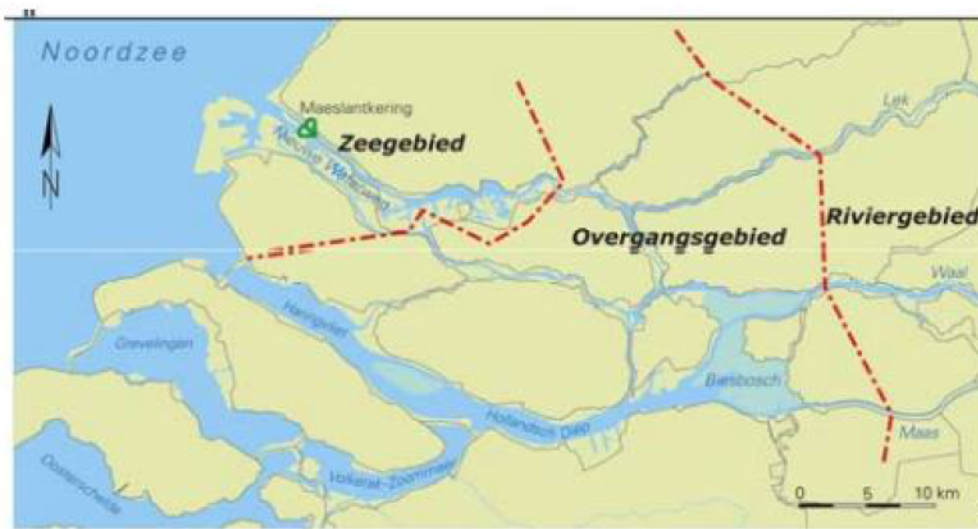 Noordzee
Maeslantkering
Zeegebied
Nieuwe Waterweg
Lek
N
Riviergebied
Overgangsgebied
Waal
Haringvliet
Grevelingen
Biesbosch
Hollandsch Diep
Maas
Volkerak-Zoommeer
Oosterschelde
0 5 10 km